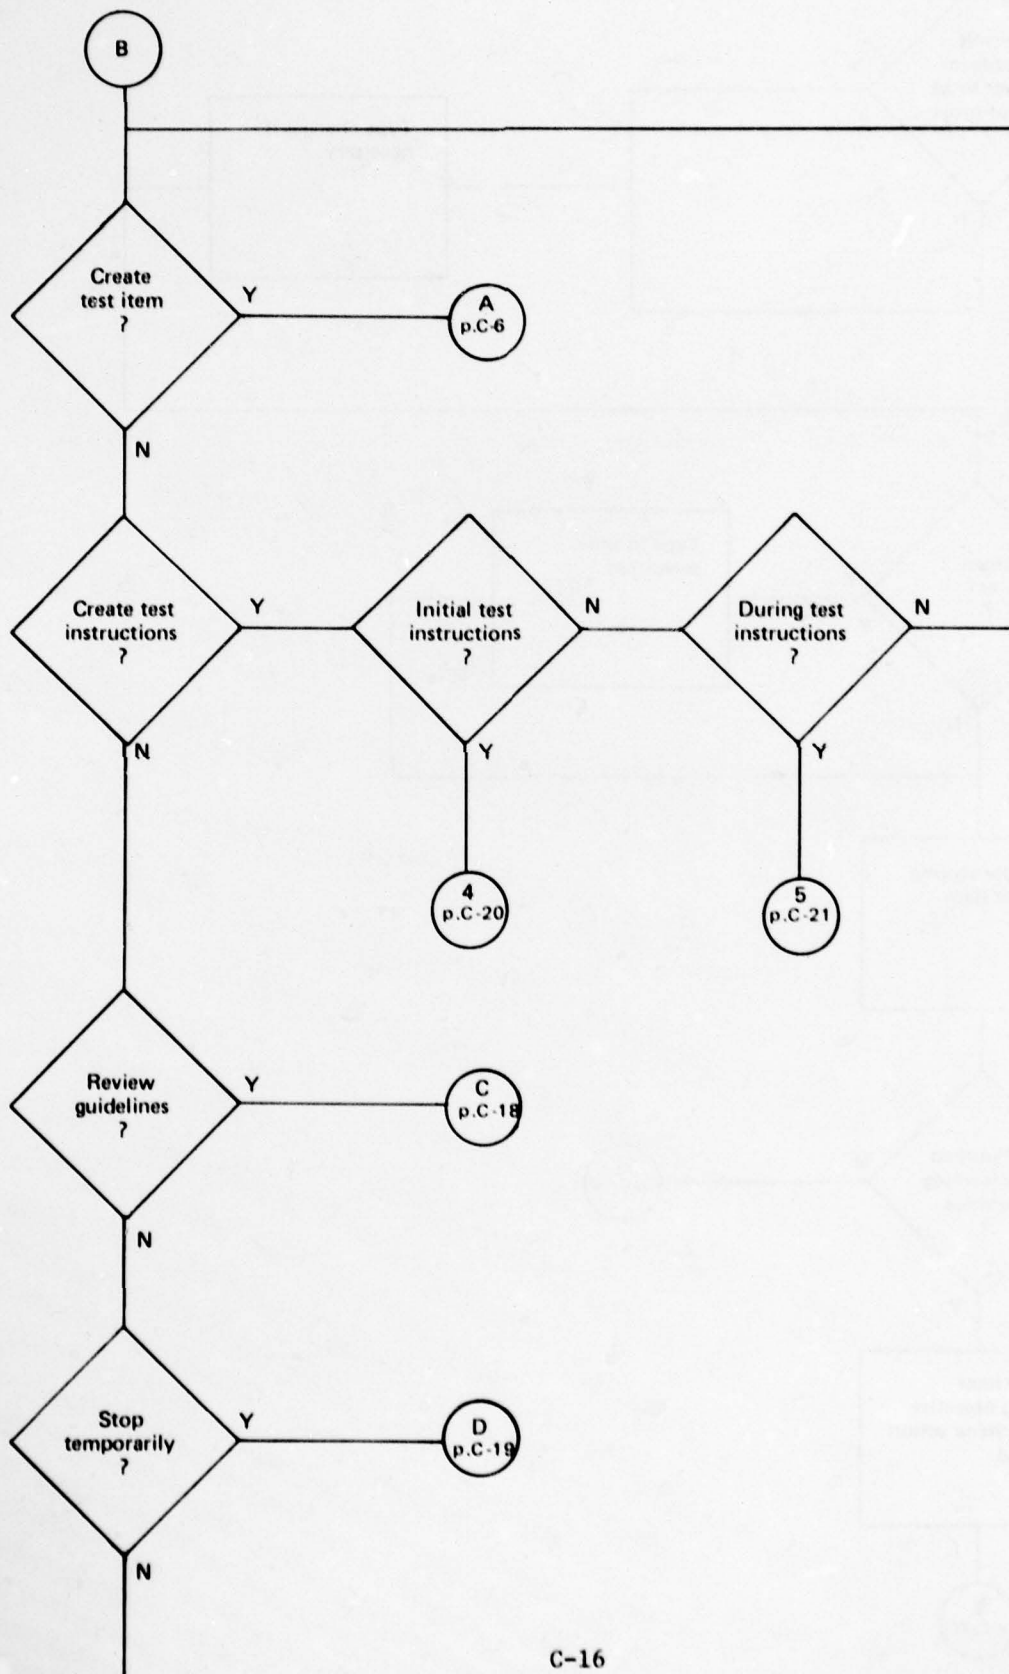 B
Create
test item
?
Y
A
p.C-6
N
Create test
instructions
?
Y
Initial test
instructions
?
N
During test
instructions
?
N
N
Y
Y
4
p.C-20
5
p.C-21
Review
guidelines
?
Y
C
p.C-18
N
Stop
temporarily
?
Y
D
p.C-19
N
C-16